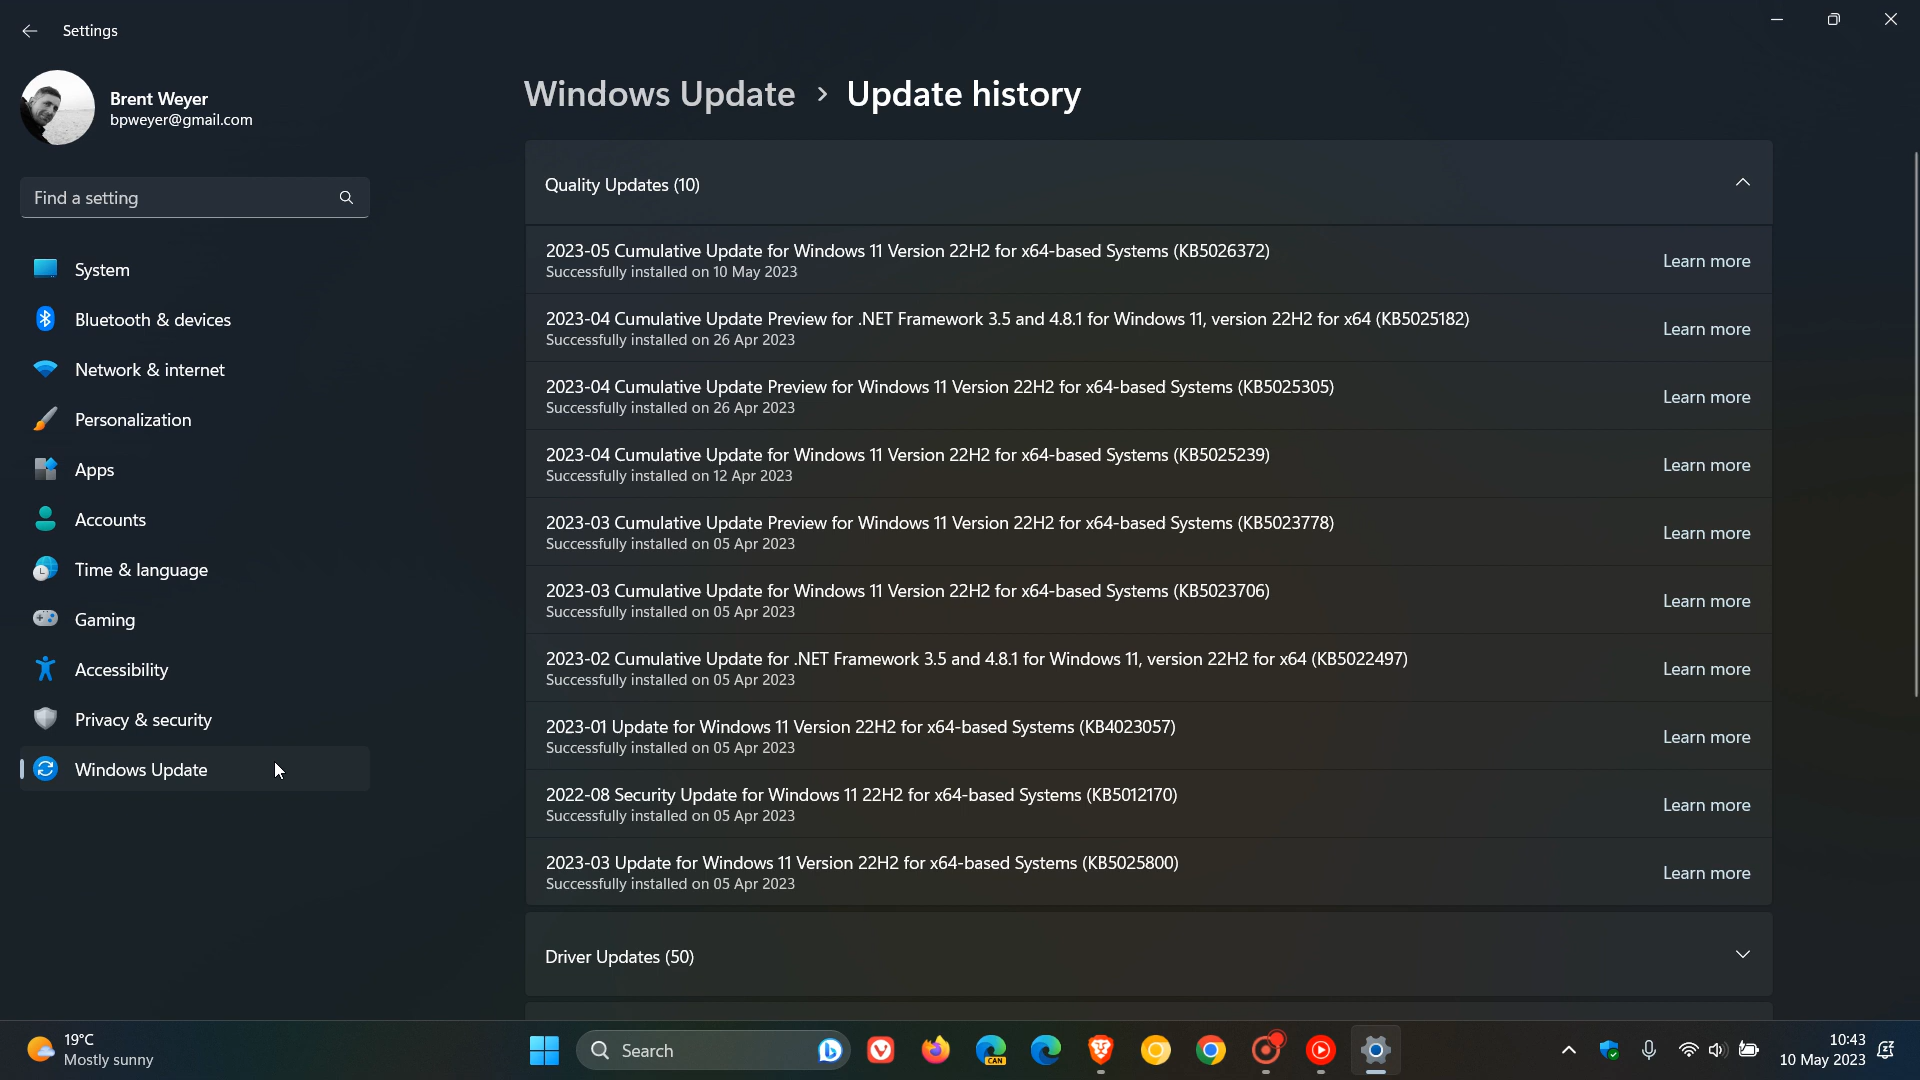 Settings
Brent Weyer
bpweyer@gmail.com
Find a setting
System
Bluetooth & devices
Network & internet
Personalization
Apps
Accounts
Time & language
Gaming
Accessibility
Privacy & security
Windows Update
Windows Update > Update history
Quality Updates (10)
2023-05 Cumulative Update for Windows 11 Version 22H2 for x64-based Systems (KB5026372)
Successfully installed on 10 May 2023
Learn more
2023-04 Cumulative Update Preview for .NET Framework 3.5 and 4.8.1 for Windows 11, version 22H2 for x64 (KB5025182)
Successfully installed on 26 Apr 2023
Learn more
2023-04 Cumulative Update Preview for Windows 11 Version 22H2 for x64-based Systems (KB5025305)
Successfully installed on 26 Apr 2023
Learn more
2023-04 Cumulative Update for Windows 11 Version 22H2 for x64-based Systems (KB5025239)
Successfully installed on 12 Apr 2023
Learn more
2023-03 Cumulative Update Preview for Windows 11 Version 22H2 for x64-based Systems (KB5023778)
Successfully installed on 05 Apr 2023
Learn more
2023-03 Cumulative Update for Windows 11 Version 22H2 for x64-based Systems (KB5023706)
Successfully installed on 05 Apr 2023
Learn more
2023-02 Cumulative Update for .NET Framework 3.5 and 4.8.1 for Windows 11, version 22H2 for x64 (KB5022497)
Successfully installed on 05 Apr 2023
Learn more
2023-01 Update for Windows 11 Version 22H2 for x64-based Systems (KB4023057)
Successfully installed on 05 Apr 2023
Learn more
2022-08 Security Update for Windows 11 22H2 for x64-based Systems (KB5012170)
Successfully installed on 05 Apr 2023
Learn more
2023-03 Update for Windows 11 Version 22H2 for x64-based Systems (KB5025800)
Successfully installed on 05 Apr 2023
Learn more
Driver Updates (50)
19°C
Mostly sunny
Search
CAN
10:43
10 May 2023